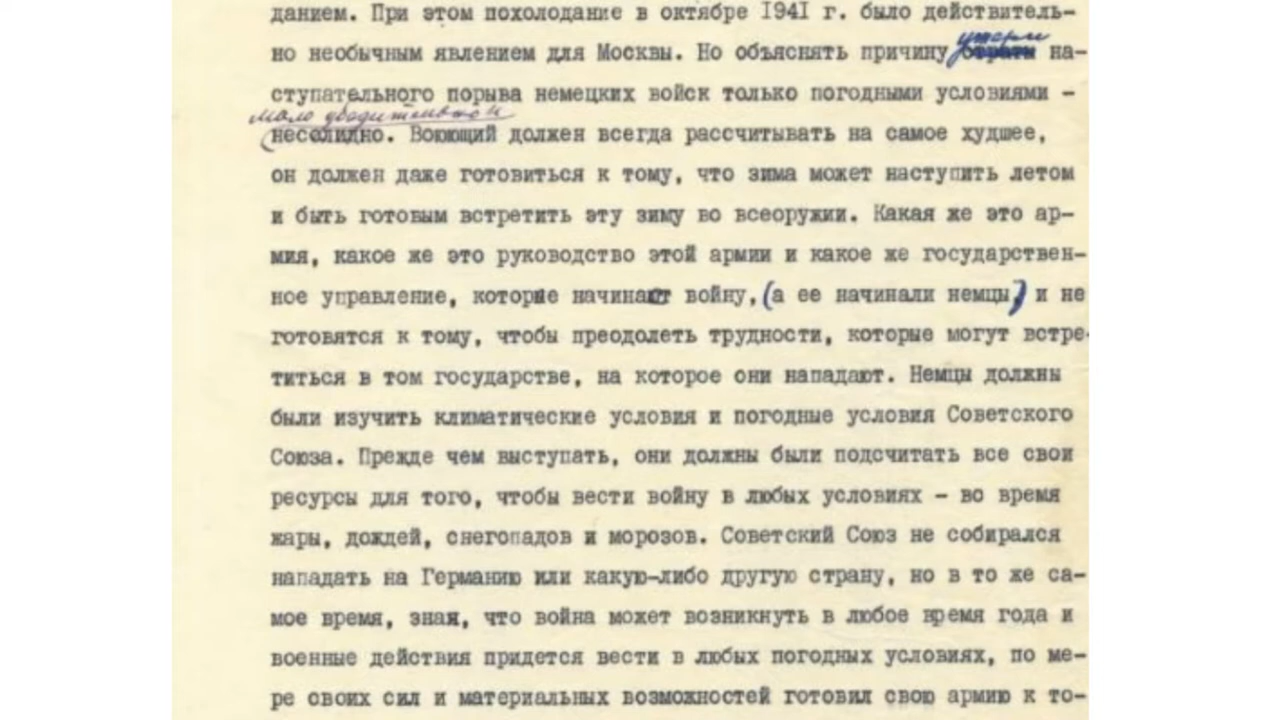 данием. При этом похолодание в октябре 1941 г. было действитель-
утери
но необычным явлением для Москвы. Но объяснять причину утраты на-
ступательного порыва немецких войск только погодными условиями –
мало убедительно
(несолидно. Воюющий должен всегда рассчитывать на самое худшее,
он должен даже готовиться к тому, что зима может наступить летом
и быть готовым встретить эту зиму во всеоружии. Какая же это ар-
мия, какое же это руководство этой армии и какое же государствен-
ное управление, которые начинают войну, (а ее начинали немцы) и не
готовятся к тому, чтобы преодолеть трудности, которые могут встре-
титься в том государстве, на которое они нападают. Немцы должны
были изучить климатические условия и погодные условия Советского
Союза. Прежде чем выступать, они должны были подсчитать все свои
ресурсы для того, чтобы вести войну в любых условиях – во время
жары, дождей, снегопадов и морозов. Советский Союз не собирался
нападать на Германию или какую-либо другую страну, но в то же са-
мое время, зная, что война может возникнуть в любое время года и
военные действия придется вести в любых погодных условиях, по ме-
ре своих сил и материальных возможностей готовил свою армию к то-